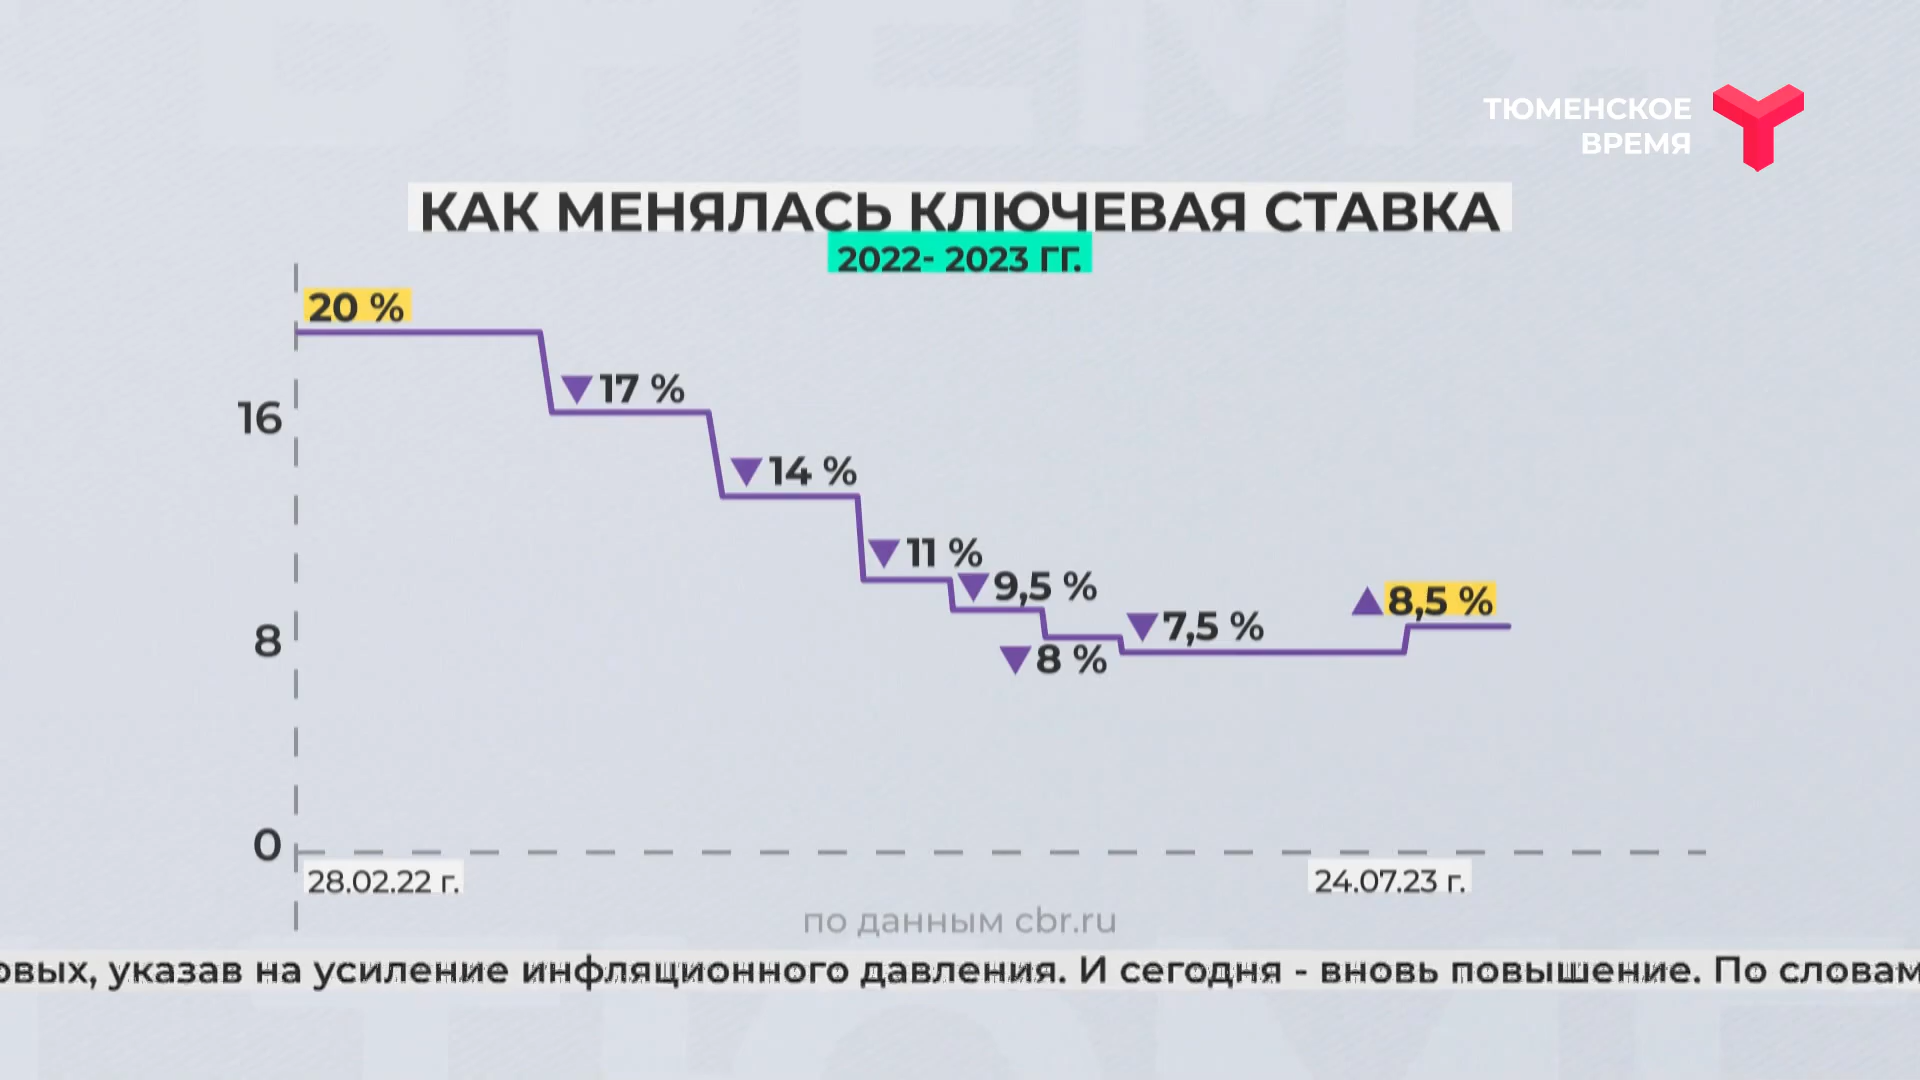 ТЮМЕНСКОЕ
ВРЕМЯ
КАК МЕНЯЛАСЬ КЛЮЧЕВАЯ СТАВКА
2022- 2023 ГГ.
20 %
17 %
16
14 %
11 %
9,5 %
8,5 %
7,5 %
8
8 %
0
28.02.22 г.
24.07.23 г.
по данным cbr.ru
указав на усиление инфляционного давления. И сегодня - вновь повышение. По словам